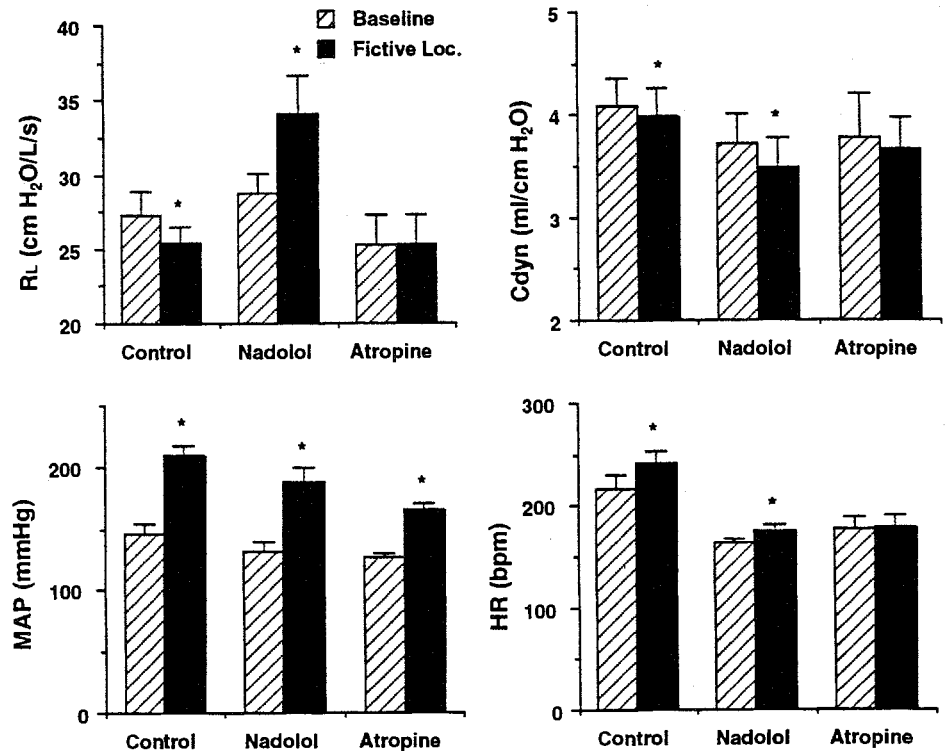 Baseline
Fictive Loc.
RL (cm H2O/L/s)
40
35
30
25
20
*
*
Control Nadolol Atropine
Cdyn (ml/cm H2O)
5
4
3
2
*
*
Control Nadolol Atropine
MAP (mmHg)
200
100
0
*
*
*
Control Nadolol Atropine
HR (bpm)
300
200
100
0
*
*
Control Nadolol Atropine